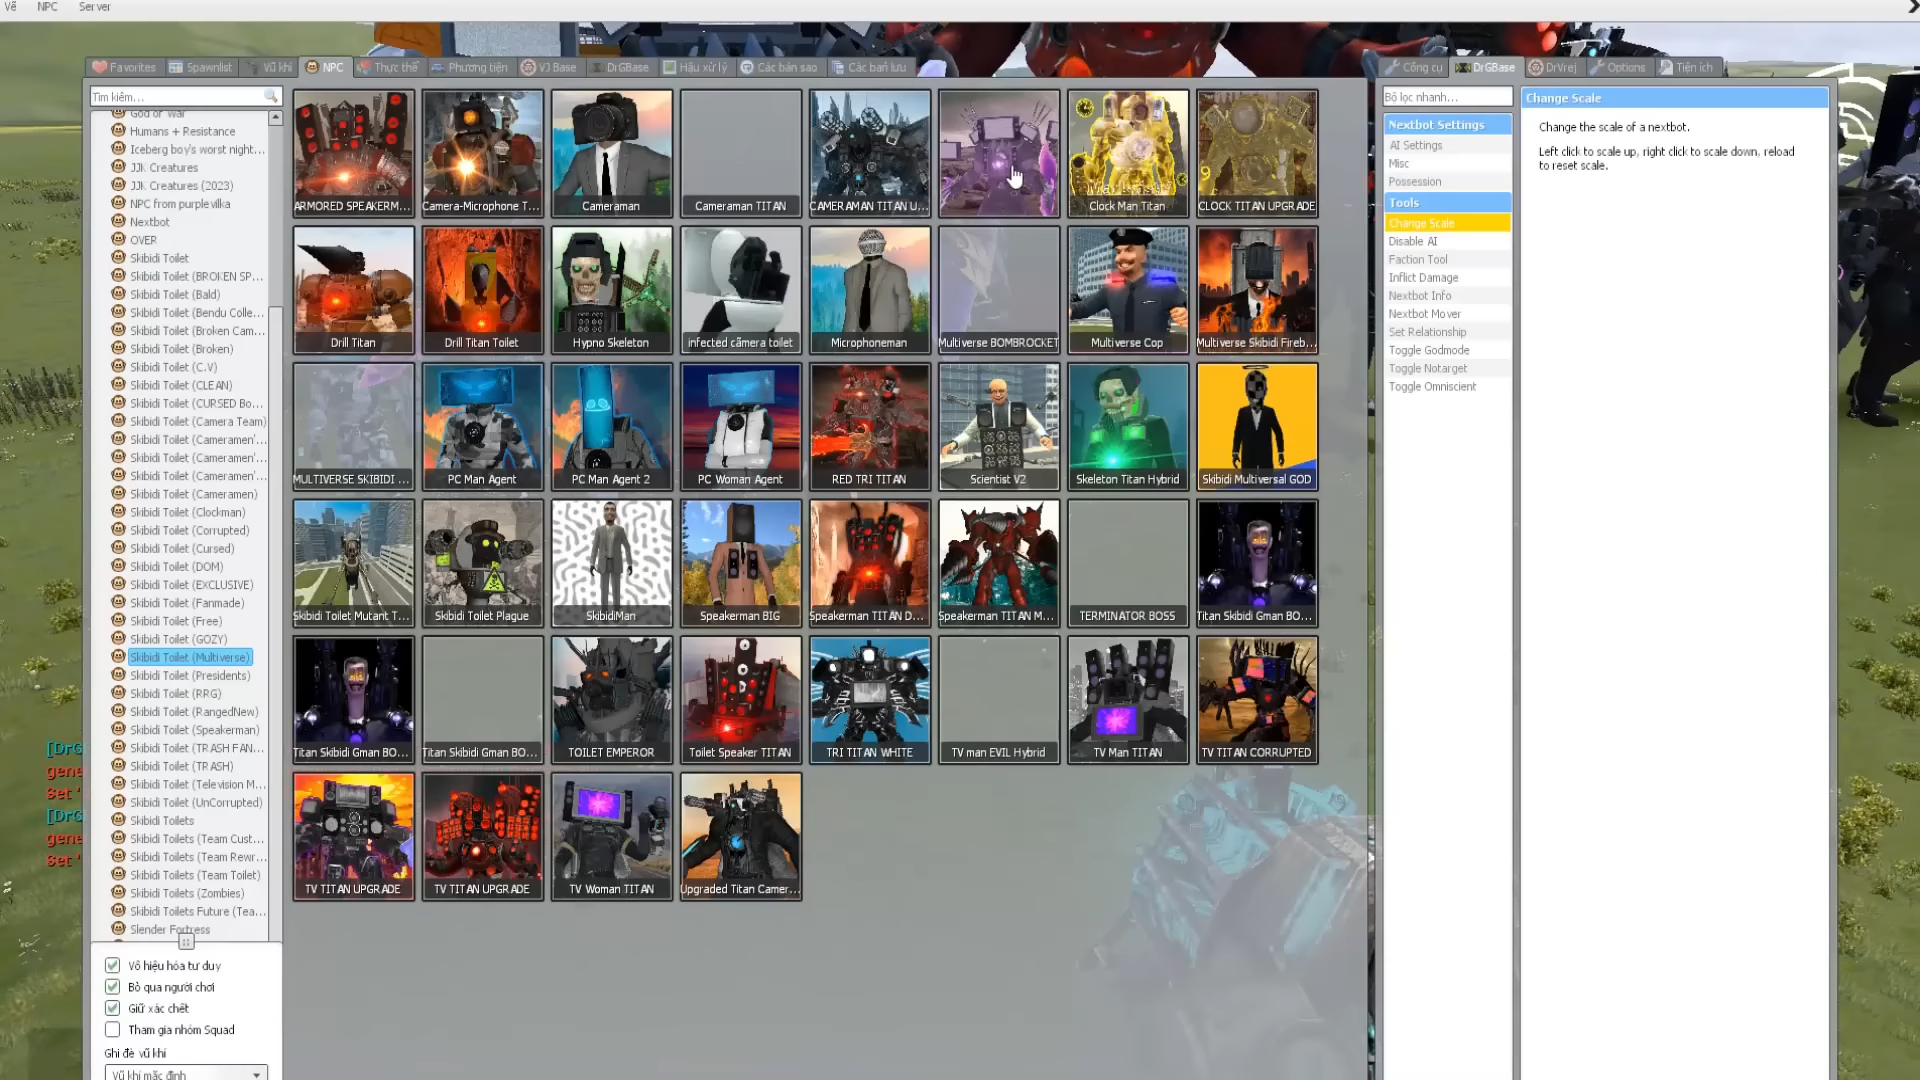 Vẽ NPC Server
Favorites Spawnlist Vũ khí NPC Thực thể Phương tiện VJ Base DrGBase Hậu xử lý Các bản sao Các bản lưu
Công cụ DrGBase DrVrej Options Tiện ích
Tìm kiếm...
God of War
Humans + Resistance
Iceberg boy's worst night...
JJK Creatures
JJK Creatures (2023)
NPC from purplevilka
Nextbot
OVER
Skibidi Toilet
Skibidi Toilet (BROKEN SP...
Skibidi Toilet (Bald)
Skibidi Toilet (Bendu Colle...
Skibidi Toilet (Broken Cam...
Skibidi Toilet (Broken)
Skibidi Toilet (C.V)
Skibidi Toilet (CLEAN)
Skibidi Toilet (CURSED Bo...
Skibidi Toilet (Camera Team)
Skibidi Toilet (Cameramen'...
Skibidi Toilet (Cameramen'...
Skibidi Toilet (Cameramen'...
Skibidi Toilet (Cameramen)
Skibidi Toilet (Clockman)
Skibidi Toilet (Corrupted)
Skibidi Toilet (Cursed)
Skibidi Toilet (DOM)
Skibidi Toilet (EXCLUSIVE)
Skibidi Toilet (Fanmade)
Skibidi Toilet (Free)
Skibidi Toilet (GOZY)
Skibidi Toilet (Multiverse)
Skibidi Toilet (Presidents)
Skibidi Toilet (RRG)
Skibidi Toilet (RangedNew)
Skibidi Toilet (Speakerman)
Skibidi Toilet (TRASH FAN...
Skibidi Toilet (TRASH)
Skibidi Toilet (Television M...
Skibidi Toilet (UnCorrupted)
Skibidi Toilets
Skibidi Toilets (Team Cust...
Skibidi Toilets (Team Rewr...
Skibidi Toilets (Team Toilet)
Skibidi Toilets (Zombies)
Skibidi Toilets Future (Tea...
Slender Fortress
[DrG
gene
Set '
[DrG
gene
Set '
Vô hiệu hóa tư duy
Bỏ qua người chơi
Giữ xác chết
Tham gia nhóm Squad
Ghi đè vũ khí
Vũ khí mặc định
ARMORED SPEAKERM... Camera-Microphone T... Cameraman Cameraman TITAN CAMERAMAN TITAN U... Clock Man Titan CLOCK TITAN UPGRADE
Drill Titan Drill Titan Toilet Hypno Skeleton infected cãmera toilet Microphoneman Multiverse BOMBROCKET Multiverse Cop Multiverse Skibidi Fireb...
MULTIVERSE SKIBIDI ... PC Man Agent PC Man Agent 2 PC Woman Agent RED TRI TITAN Scientist V2 Skeleton Titan Hybrid Skibidi Multiversal GOD
Skibidi Toilet Mutant T... Skibidi Toilet Plague SkibidiMan Speakerman BIG Speakerman TITAN D... Speakerman TITAN M... TERMINATOR BOSS Titan Skibidi Gman BO...
Titan Skibidi Gman BO... Titan Skibidi Gman BO... TOILET EMPEROR Toilet Speaker TITAN TRI TITAN WHITE TV man EVIL Hybrid TV Man TITAN TV TITAN CORRUPTED
TV TITAN UPGRADE TV TITAN UPGRADE TV Woman TITAN Upgraded Titan Camer...
Bộ lọc nhanh...
Nextbot Settings
AI Settings
Misc
Possession
Tools
Change Scale
Disable AI
Faction Tool
Inflict Damage
Nextbot Info
Nextbot Mover
Set Relationship
Toggle Godmode
Toggle Notarget
Toggle Omniscient
Change Scale
Change the scale of a nextbot.
Left click to scale up, right click to scale down, reload
to reset scale.